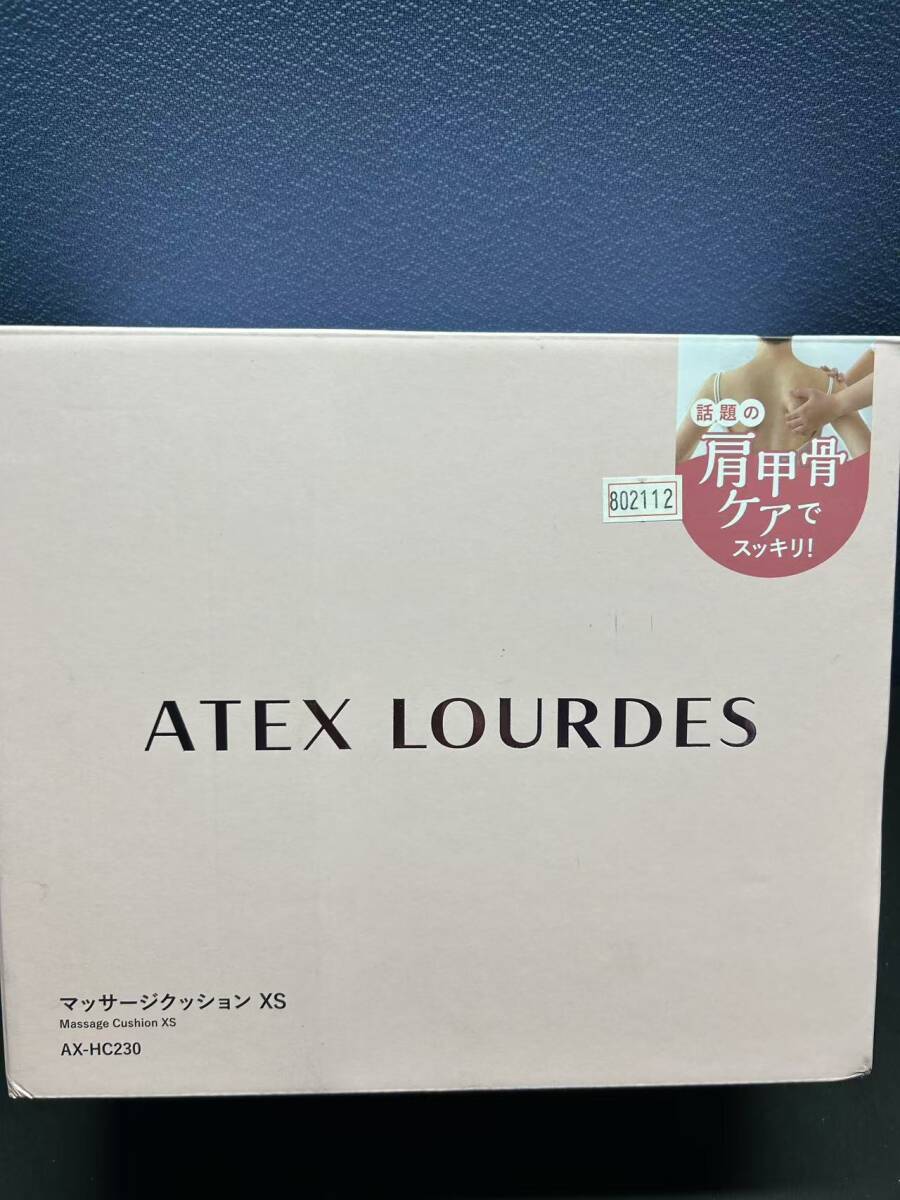 話題の
肩甲骨
ケアで
スッキリ!
802112
ATEX LOURDES
マッサージクッション XS
Massage Cushion XS
AX-HC230